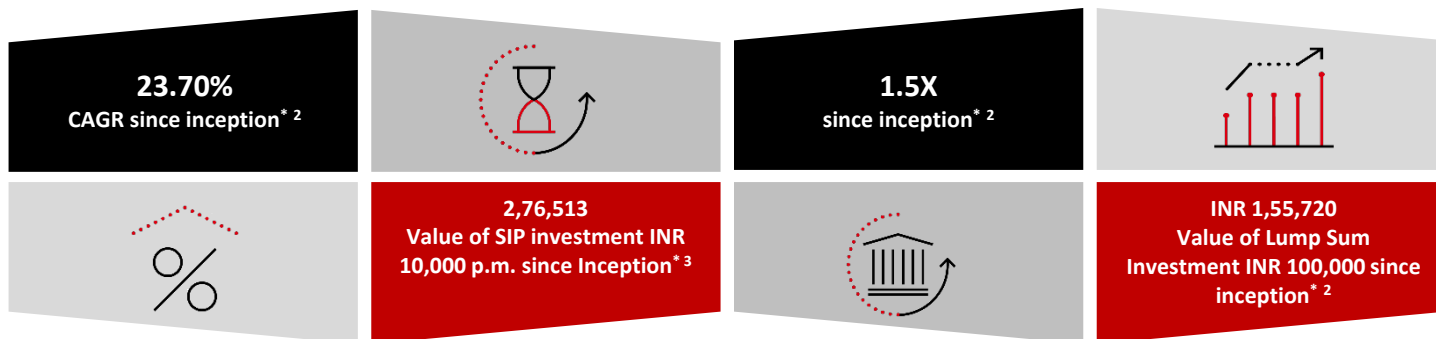 23.70%
CAGR since inception* 2
1.5X
since inception* 2
2,76,513
Value of SIP investment INR
10,000 p.m. since Inception* 3
INR 1,55,720
Value of Lump Sum
Investment INR 100,000 since
inception* 2